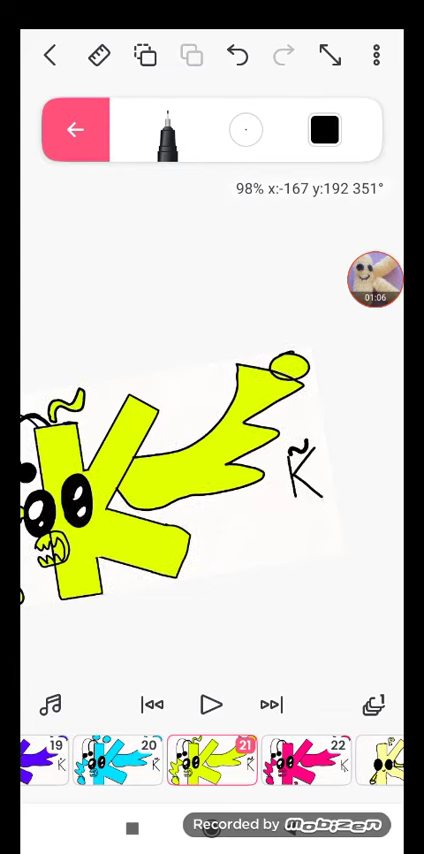 98% x:-167 y:192 351°
01:06
K̃
19 20 21 22
Recorded by mobizen